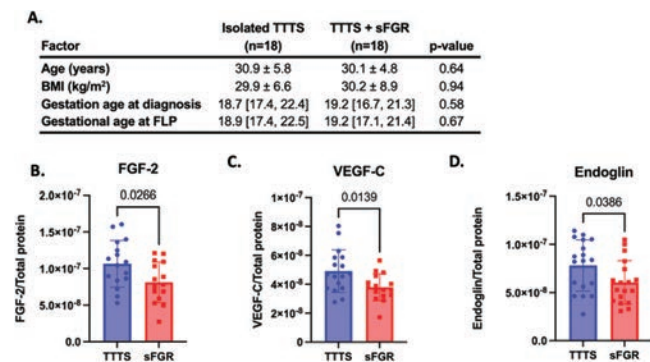 A.
Isolated TTTS TTTS + sFGR
Factor (n=18) (n=18) p-value
Age (years) 30.9 ± 5.8 30.1 ± 4.8 0.64
BMI (kg/m²) 29.9 ± 6.6 30.2 ± 8.9 0.94
Gestation age at diagnosis 18.7 [17.4, 22.4] 19.2 [16.7, 21.3] 0.58
Gestational age at FLP 18.9 [17.4, 22.5] 19.2 [17.1, 21.4] 0.67
B.
FGF-2
2.0×10⁻⁷
1.5×10⁻⁷
1.0×10⁻⁷
5.0×10⁻⁸
0.0266
FGF-2/Total protein
TTTS sFGR
C.
VEGF-C
1×10⁻⁷
8×10⁻⁸
6×10⁻⁸
4×10⁻⁸
2×10⁻⁸
0.0139
VEGF-C/Total protein
TTTS sFGR
D.
Endoglin
1.5×10⁻⁷
1.0×10⁻⁷
5.0×10⁻⁸
0.0386
Endoglin/Total protein
TTTS sFGR